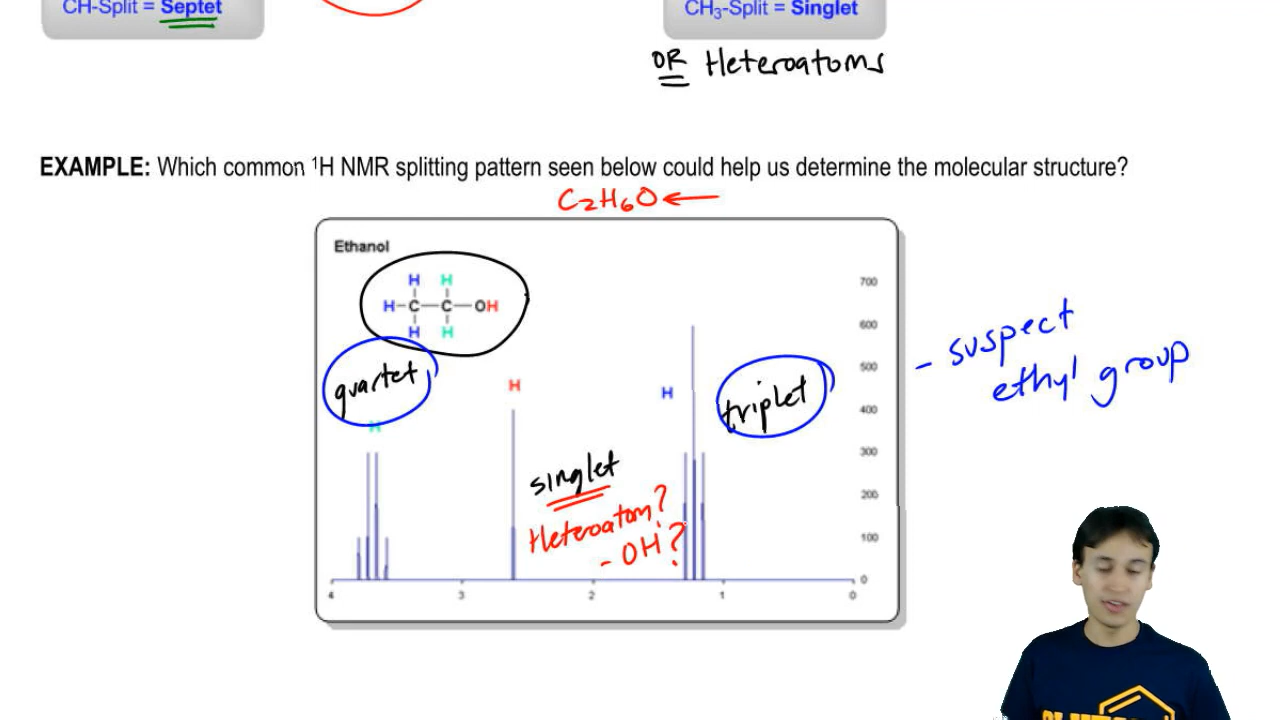 CH-Split = Septet
CH₃-Split = Singlet
OR Heteroatoms
EXAMPLE: Which common ¹H NMR splitting pattern seen below could help us determine the molecular structure?
C₂H₆O ←
Ethanol
H H
H-C-C-OH
H H
700
600
500
400
300
200
100
0
quartet
H
H
singlet
Heteroatom?
- OH?
H
triplet
- suspect
ethyl group
4 3 2 1 0